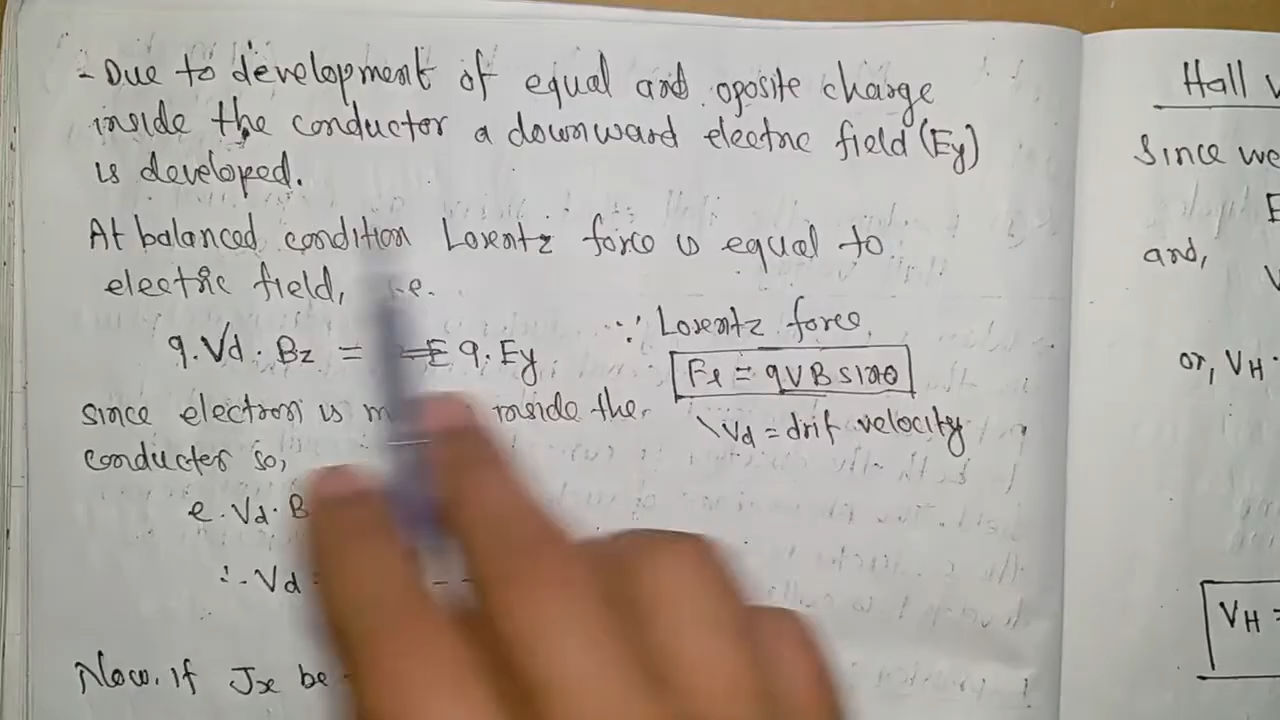 - Due to development of equal and oposite charge
inside the conductor a downward electric field (Ey)
is developed.
At balanced condition Lorentz force is equal to
electric field, i.e.
q.Vd.Bz = q.Ey
∵ Lorentz force
Fl = qVB sinθ
Vd = drif velocity
since electron is inside the
conductor so,
e.Vd.B
∴ Vd
Now, if Jx be
Hall
Since we
and,
or, VH
VH =